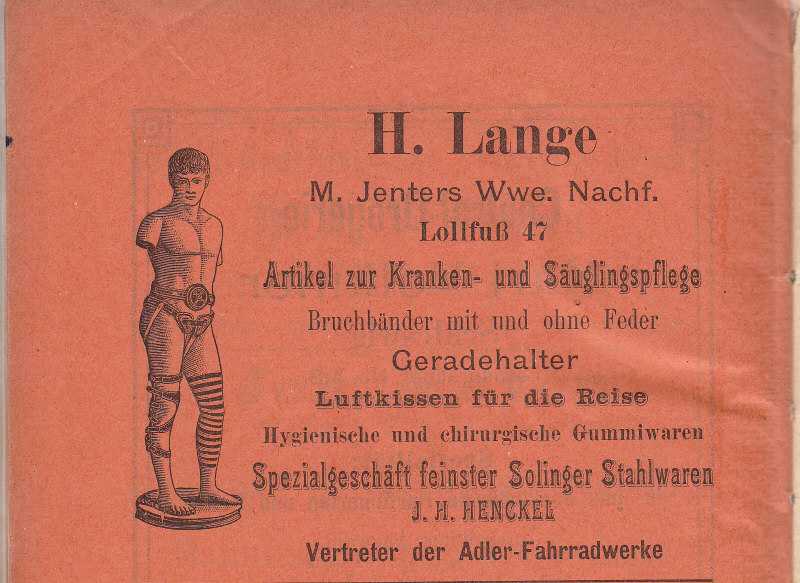 H. Lange
M. Jenters Wwe. Nachf.
Lollfuß 47
Artikel zur Kranken- und Säuglingspflege
Bruchbänder mit und ohne Feder
Geradehalter
Luftkissen für die Reise
Hygienische und chirurgische Gummiwaren
Spezialgeschäft feinster Solinger Stahlwaren
J. H. HENCKEL
Vertreter der Adler-Fahrradwerke